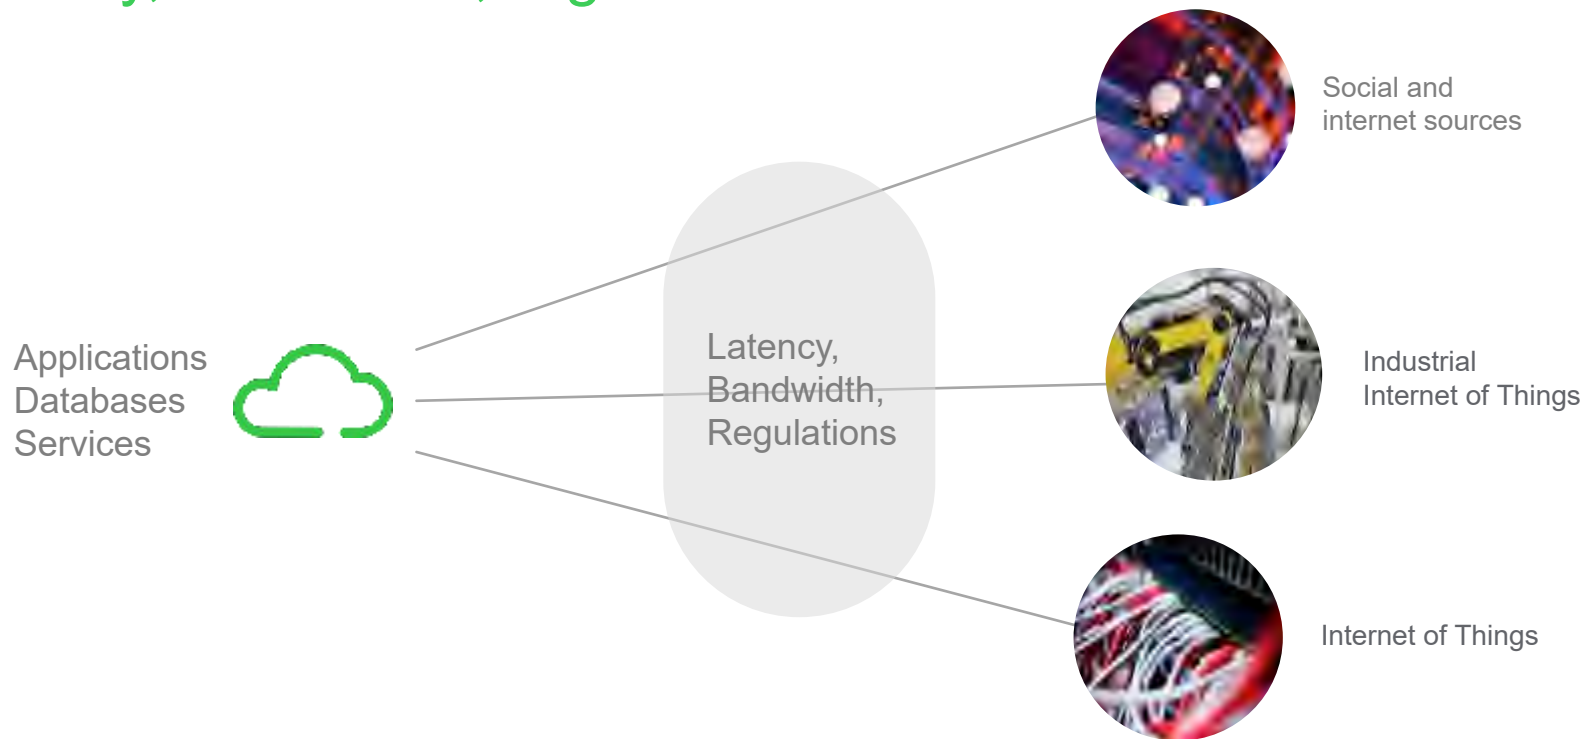 Applications
Databases
Services
Latency,
Bandwidth,
Regulations
Social and
internet sources
Industrial
Internet of Things
Internet of Things